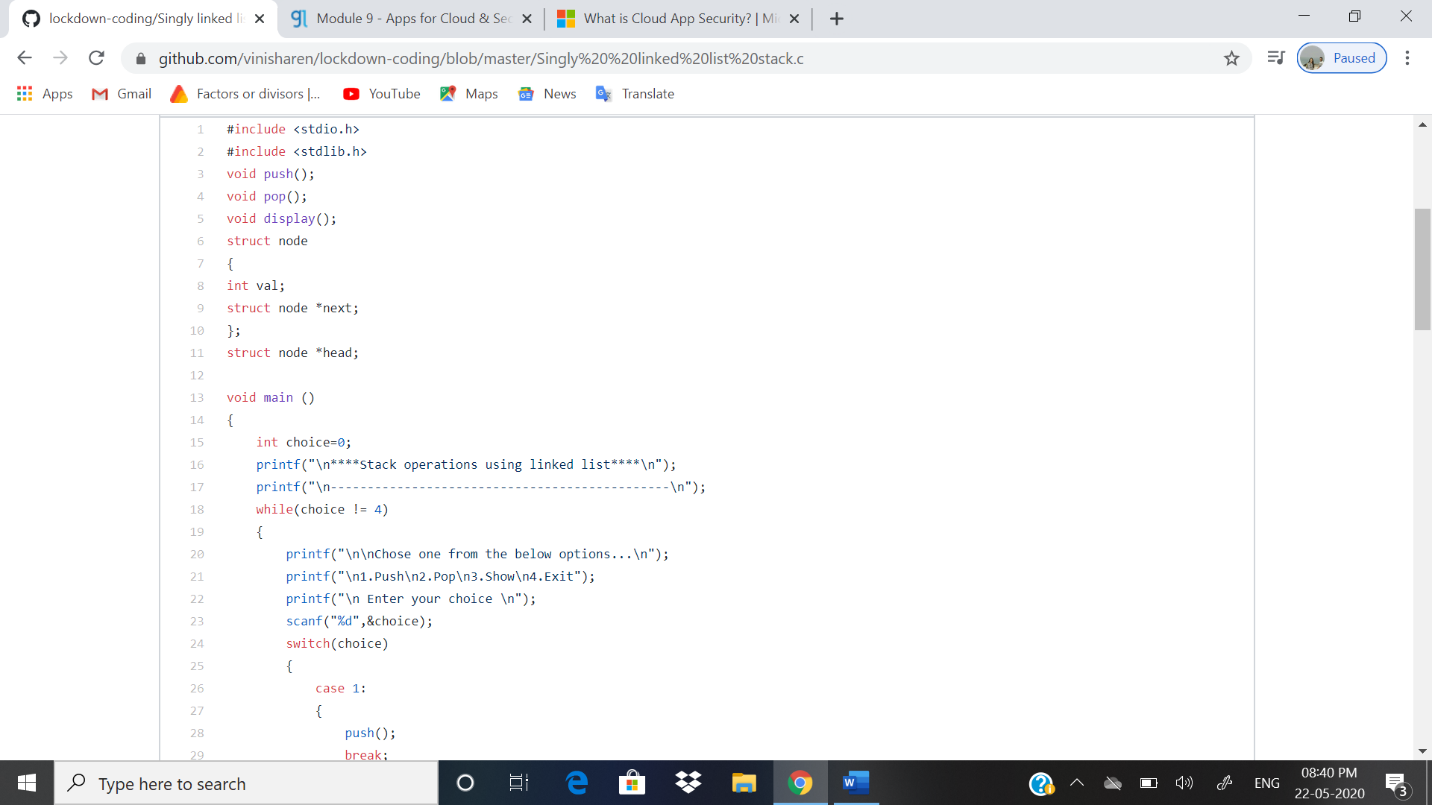 lockdown-coding/Singly linked li
Module 9 - Apps for Cloud & Sec
What is Cloud App Security? | Mi
github.com/vinisharen/lockdown-coding/blob/master/Singly%20%20linked%20list%20stack.c
Paused
Apps
Gmail
Factors or divisors |...
YouTube
Maps
News
Translate
1 #include <stdio.h>
2 #include <stdlib.h>
3 void push();
4 void pop();
5 void display();
6 struct node
7 {
8 int val;
9 struct node *next;
10 };
11 struct node *head;
12
13 void main ()
14 {
15 int choice=0;
16 printf("\n****Stack operations using linked list****\n");
17 printf("\n----------------------------------------------\n");
18 while(choice != 4)
19 {
20 printf("\n\nChose one from the below options...\n");
21 printf("\n1.Push\n2.Pop\n3.Show\n4.Exit");
22 printf("\n Enter your choice \n");
23 scanf("%d",&choice);
24 switch(choice)
25 {
26 case 1:
27 {
28 push();
29 break;
Type here to search
ENG
08:40 PM
22-05-2020
3